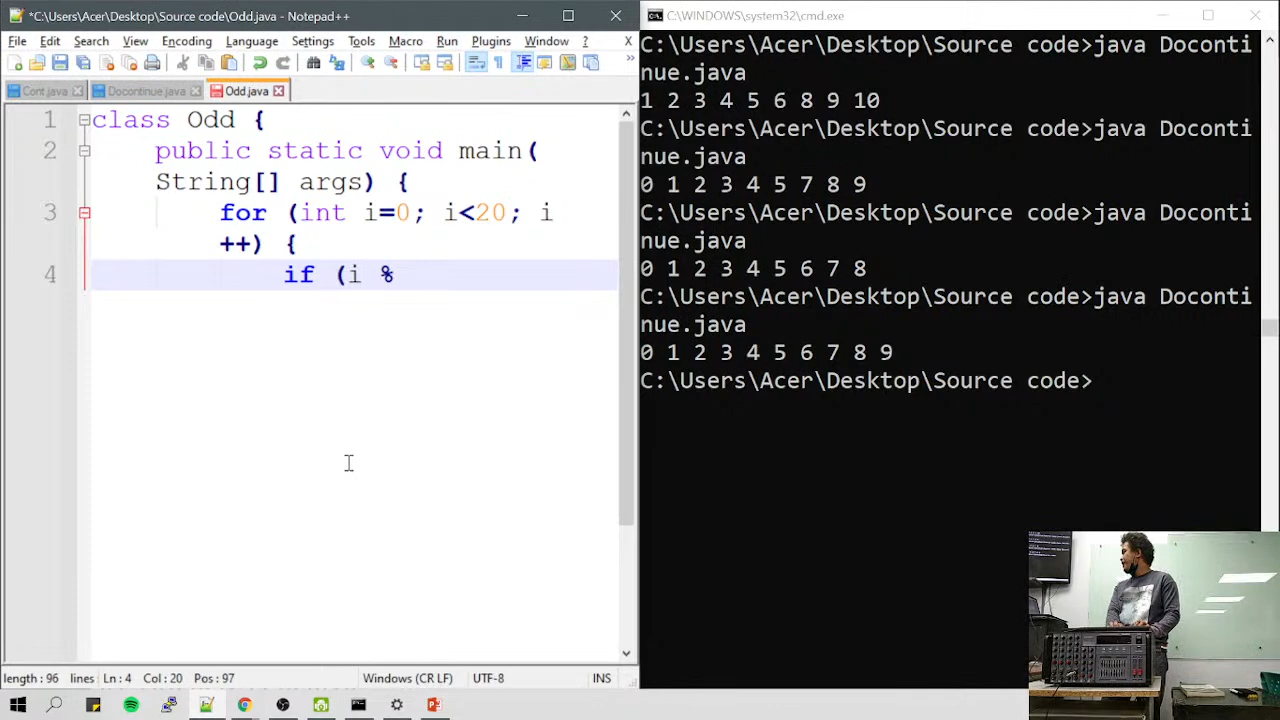 *C:\Users\Acer\Desktop\Source code\Odd.java - Notepad++
File Edit Search View Encoding Language Settings Tools Macro Run Plugins Window ? X
Cont.java Docontinue.java Odd.java
1 class Odd {
2 public static void main(
String[] args) {
3 for (int i=0; i<20; i
++) {
4 if (i %
length: 96 lines Ln: 4 Col: 20 Pos: 97 Windows (CR LF) UTF-8 INS
C:\WINDOWS\system32\cmd.exe
C:\Users\Acer\Desktop\Source code>java Doconti
nue.java
1 2 3 4 5 6 8 9 10
C:\Users\Acer\Desktop\Source code>java Doconti
nue.java
0 1 2 3 4 5 7 8 9
C:\Users\Acer\Desktop\Source code>java Doconti
nue.java
0 1 2 3 4 5 6 7 8
C:\Users\Acer\Desktop\Source code>java Doconti
nue.java
0 1 2 3 4 5 6 7 8 9
C:\Users\Acer\Desktop\Source code>